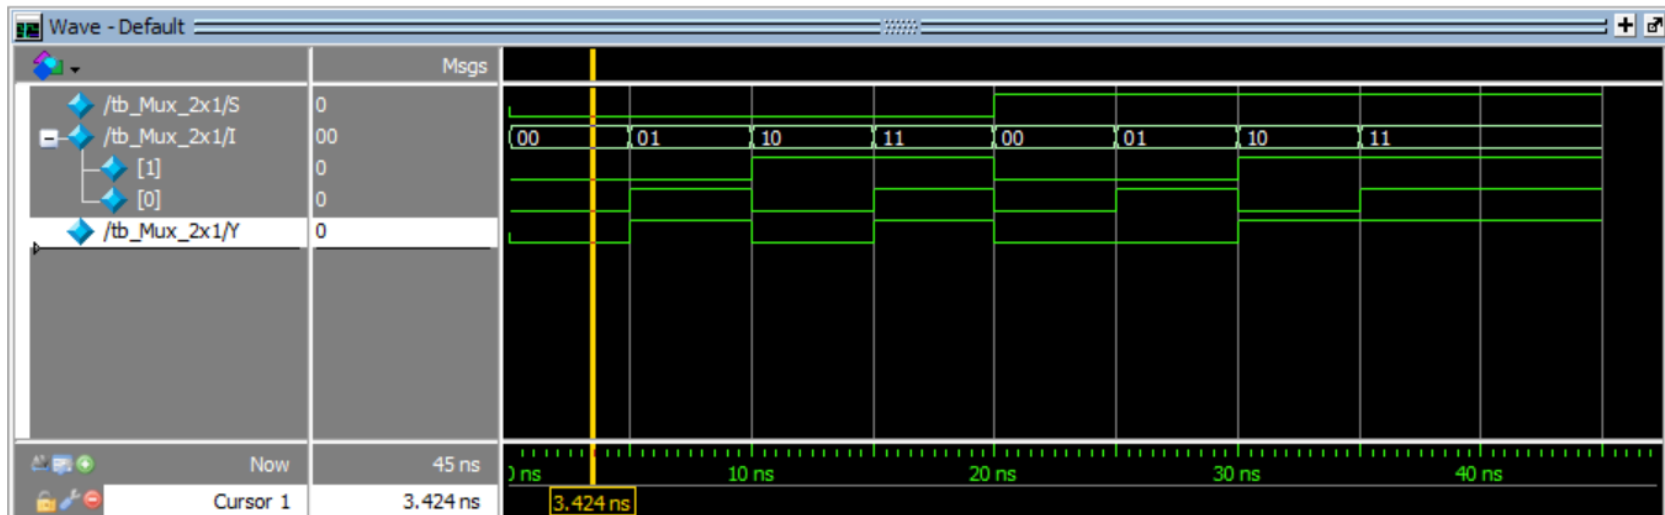 Wave - Default
Msgs
/tb_Mux_2x1/S 0
/tb_Mux_2x1/I 00 00 01 10 11 00 01 10 11
[1] 0
[0] 0
/tb_Mux_2x1/Y 0
Now 45 ns
ns 10 ns 20 ns 30 ns 40 ns
Cursor 1 3.424 ns 3.424 ns